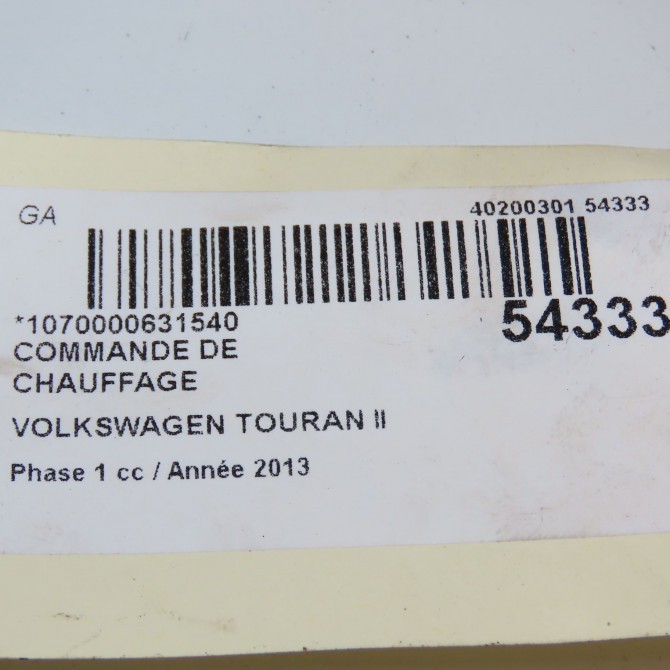 GA
40200301 54333
*1070000631540
54333
COMMANDE DE
CHAUFFAGE
VOLKSWAGEN TOURAN II
Phase 1 cc / Année 2013